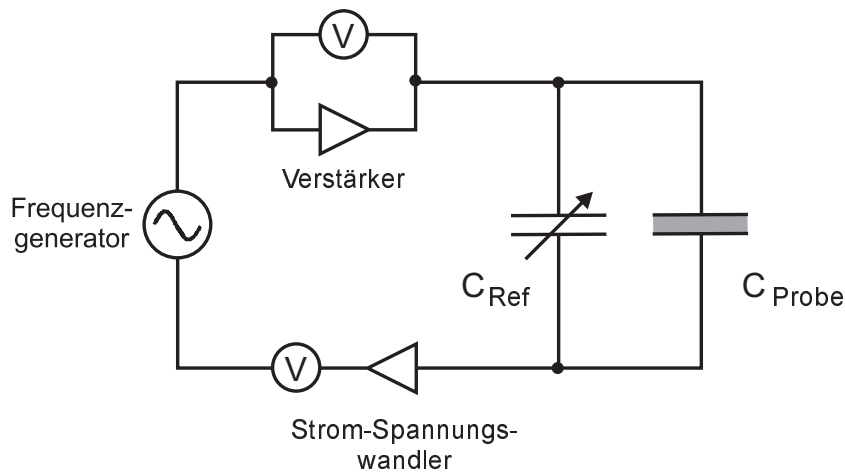 V
Verstärker
Frequenz-
generator
C Ref
C Probe
V
Strom-Spannungs-
wandler